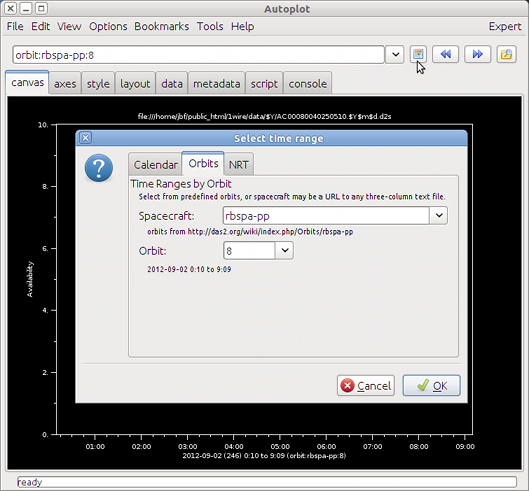 Autoplot
File Edit View Options Bookmarks Tools Help Expert
orbit:rbspa-pp:8
canvas axes style layout data metadata script console
file:///home/jbf/public_html/1wire/data/$Y/AC00080040250510.$Y$m$d.d2s
10.
Select time range
Calendar Orbits NRT
Time Ranges by Orbit
Select from predefined orbits, or spacecraft may be a URL to any three-column text file.
Spacecraft: rbspa-pp
orbits from http://das2.org/wiki/index.php/Orbits/rbspa-pp
Orbit: 8
2012-09-02 0:10 to 9:09
Cancel OK
8.
6.
4.
2.
0.
Availability
01:00 02:00 03:00 04:00 05:00 06:00 07:00 08:00 09:00
2012-09-02 (246) 0:10 to 9:09 (orbit:rbspa-pp:8)
ready